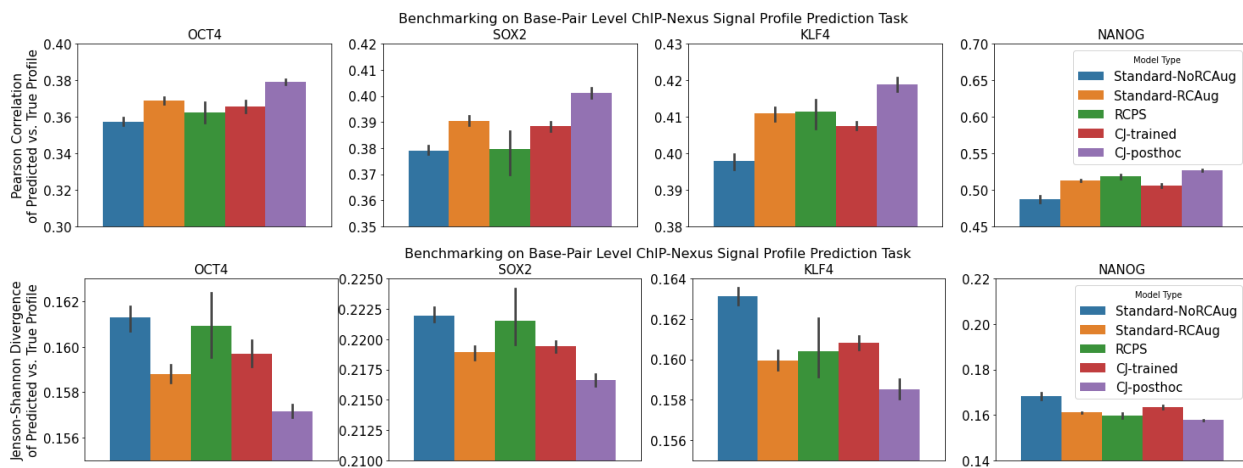 Benchmarking on Base-Pair Level ChIP-Nexus Signal Profile Prediction Task
OCT4
SOX2
KLF4
NANOG
Pearson Correlation
of Predicted vs. True Profile
0.40
0.38
0.36
0.34
0.32
0.30
0.42
0.41
0.40
0.39
0.38
0.37
0.36
0.35
0.43
0.42
0.41
0.40
0.39
0.38
0.70
0.65
0.60
0.55
0.50
0.45
Model Type
Standard-NoRCAug
Standard-RCAug
RCPS
CJ-trained
CJ-posthoc
Benchmarking on Base-Pair Level ChIP-Nexus Signal Profile Prediction Task
OCT4
SOX2
KLF4
NANOG
Jenson-Shannon Divergence
of Predicted vs. True Profile
0.162
0.160
0.158
0.156
0.2250
0.2225
0.2200
0.2175
0.2150
0.2125
0.2100
0.164
0.162
0.160
0.158
0.156
0.22
0.20
0.18
0.16
0.14
Model Type
Standard-NoRCAug
Standard-RCAug
RCPS
CJ-trained
CJ-posthoc